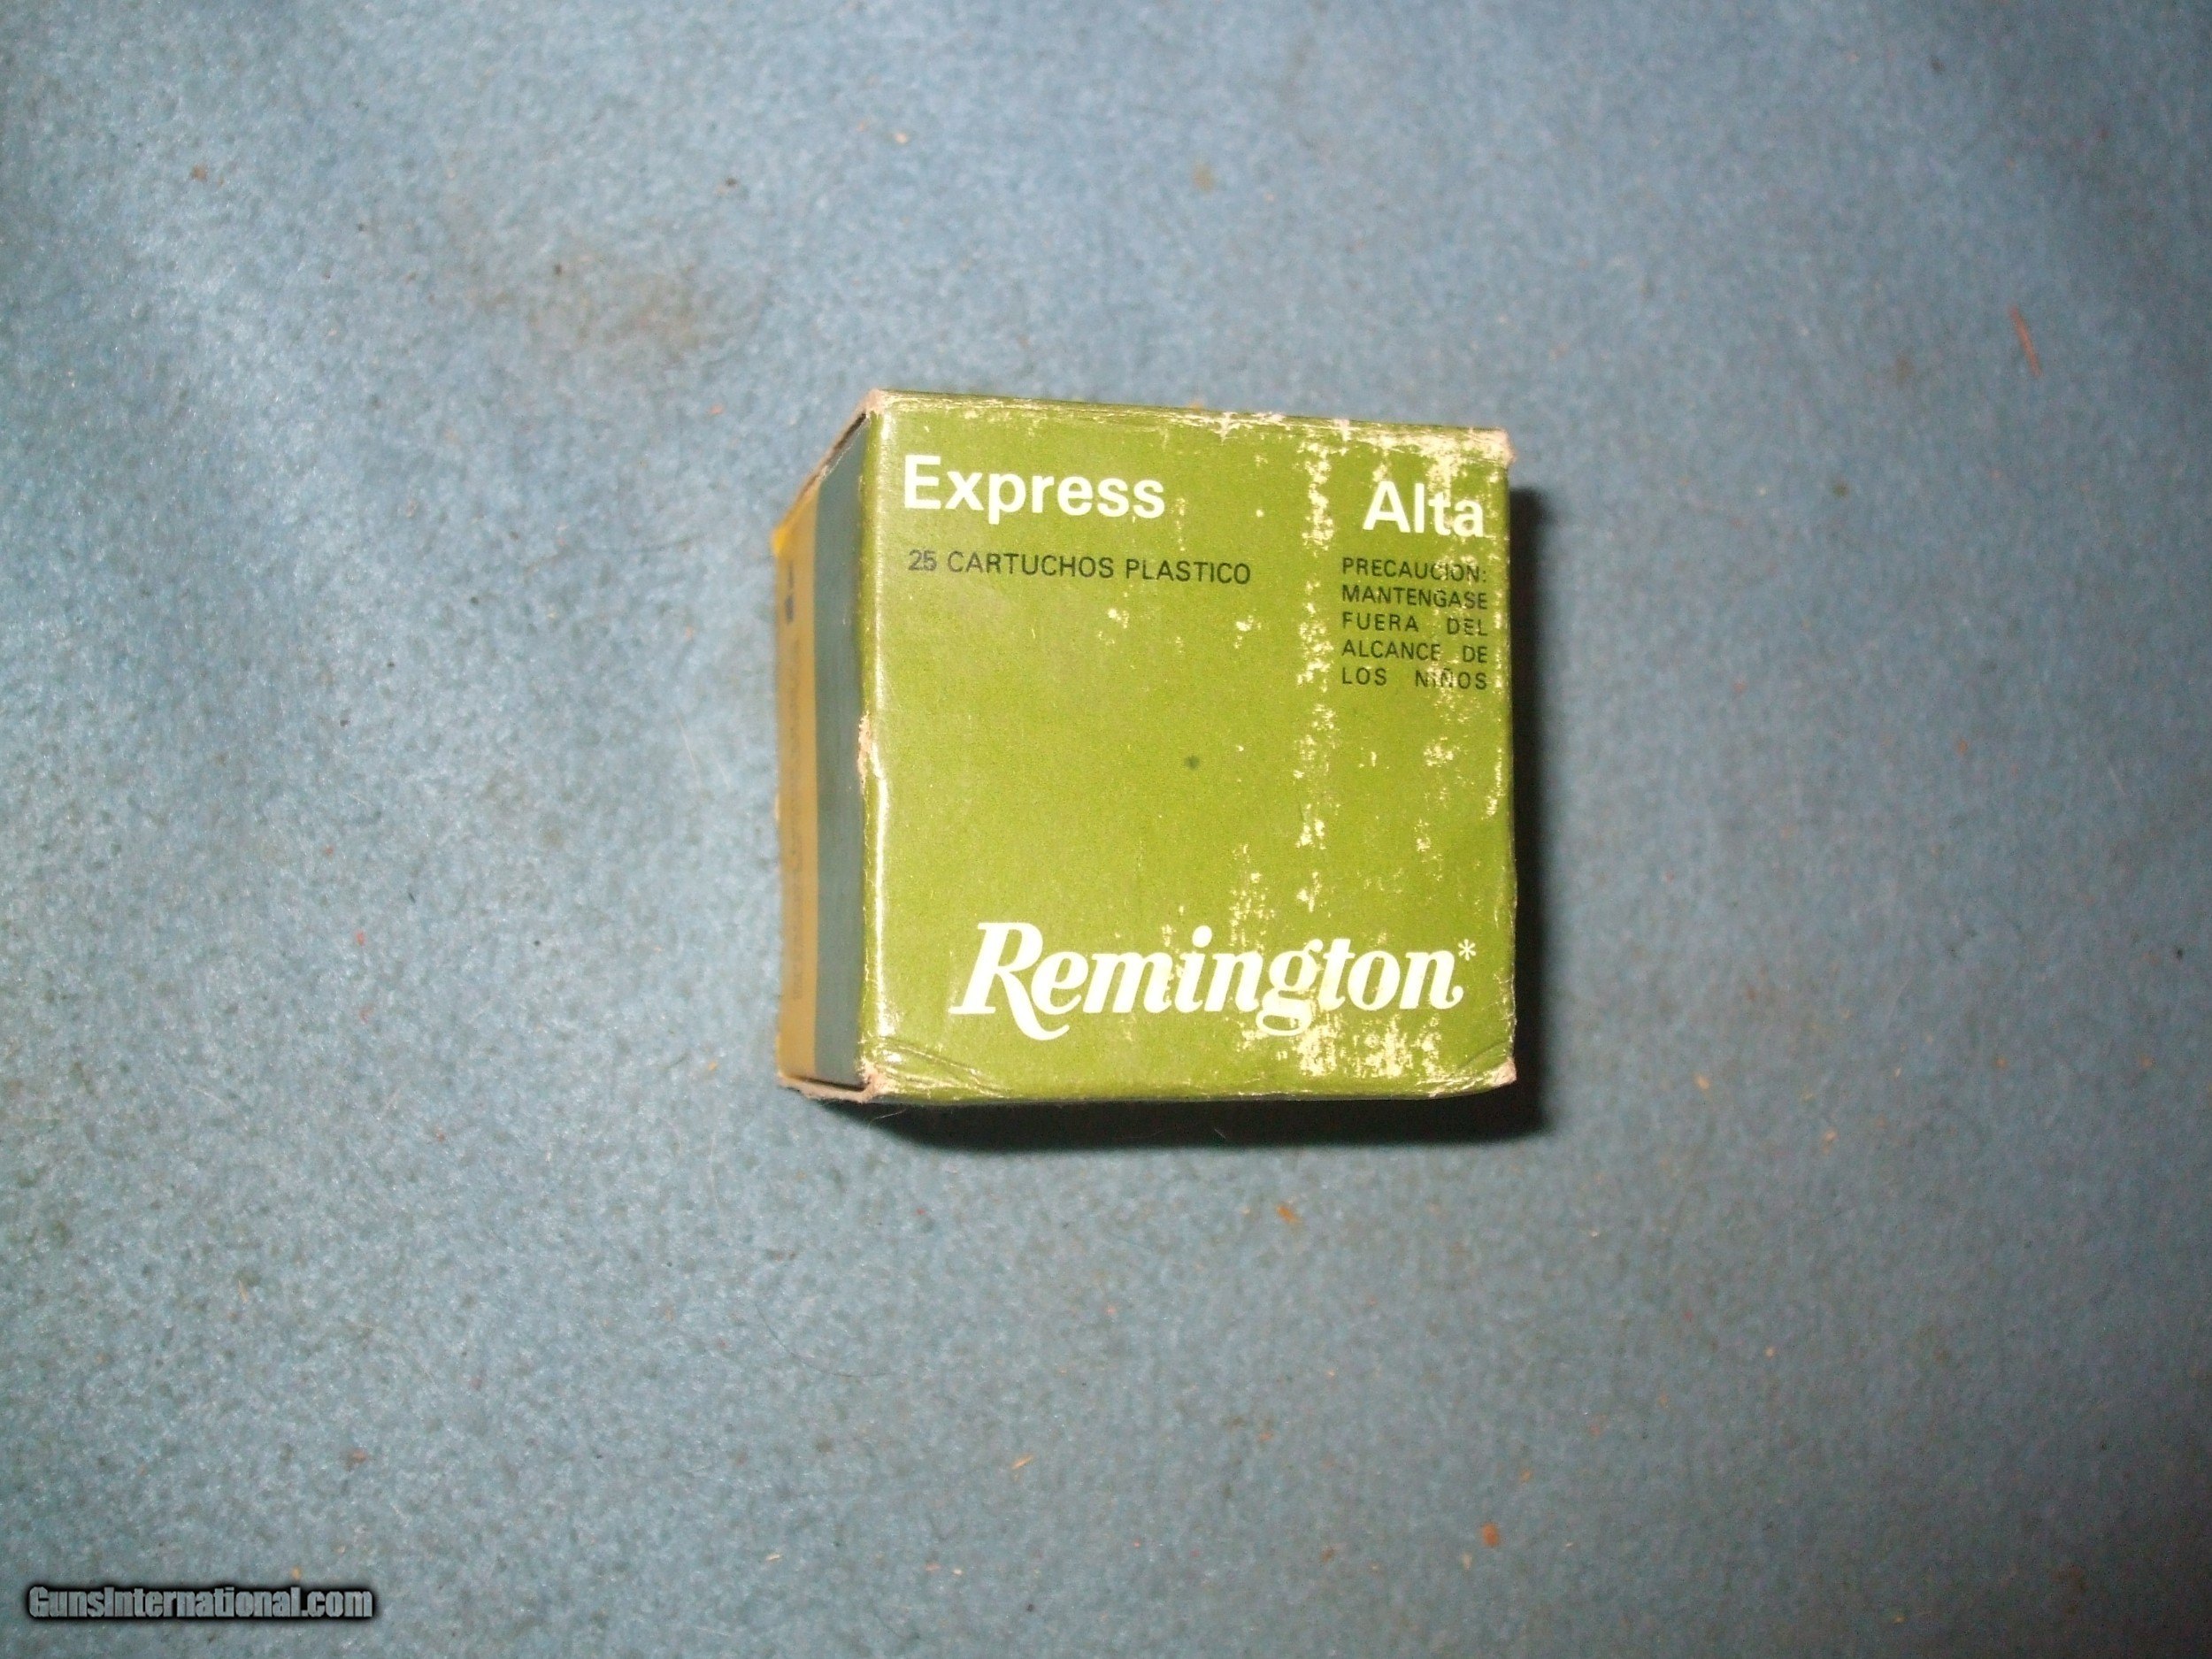 Express Alta
25 CARTUCHOS PLASTICO
PRECAUCION:
MANTENGASE
FUERA DEL
ALCANCE DE
LOS NIÑOS
Remington*
GunsInternational.com